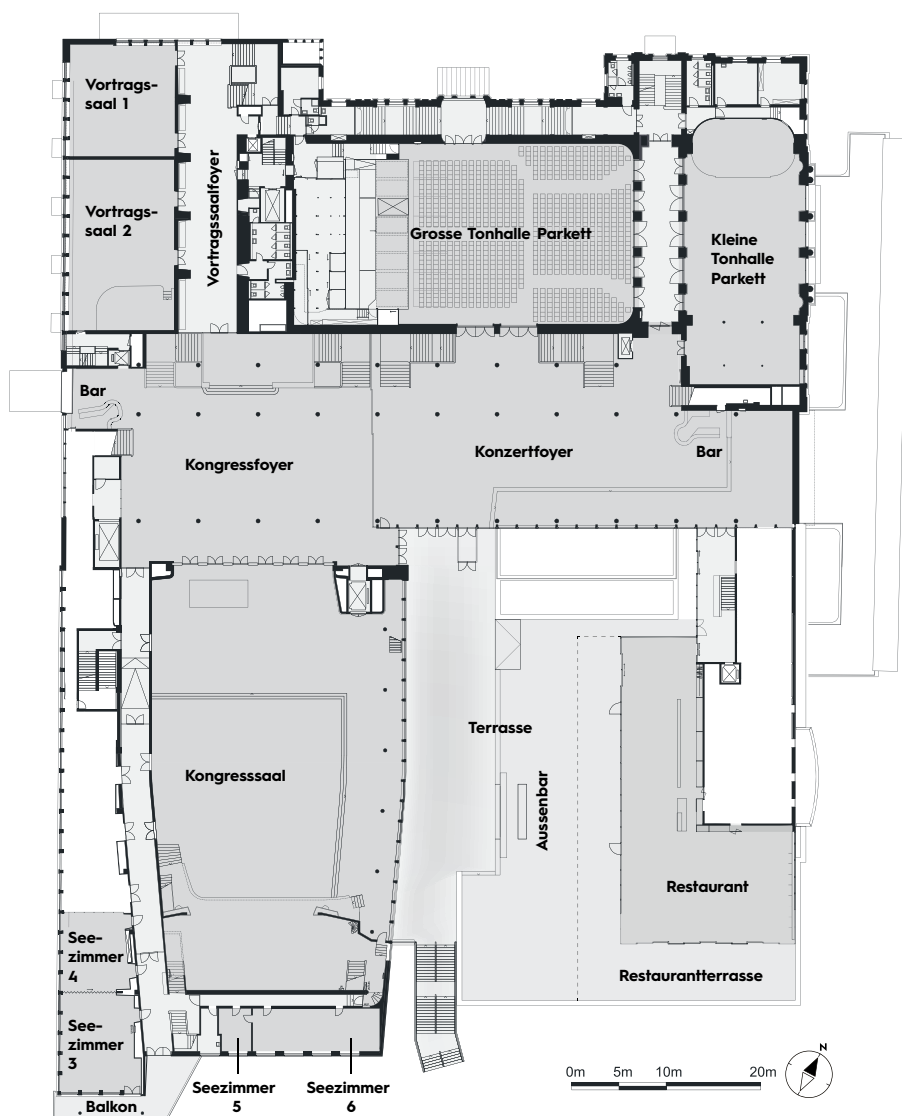 Vortrags-
saal 1
Vortrags-
saal 2
Vortragssaalfoyer
Grosse Tonhalle Parkett
Kleine
Tonhalle
Parkett
Bar
Kongressfoyer
Konzertfoyer
Bar
Kongresssaal
Terrasse
Aussenbar
Restaurant
Restaurantterrasse
See-
zimmer
4
See-
zimmer
3
Balkon
Seezimmer
5
Seezimmer
6
0m 5m 10m 20m
N